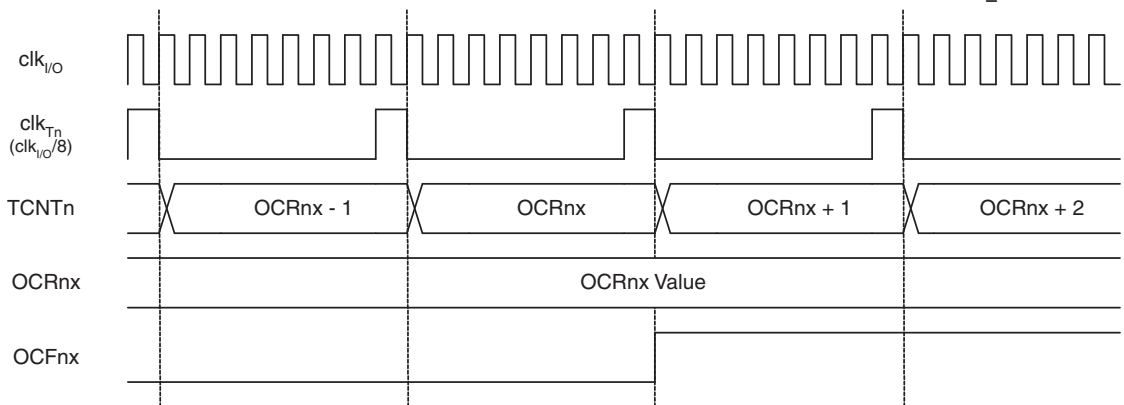 clkI/O
clkTn
(clkI/O/8)
TCNTn
OCRnx - 1
OCRnx
OCRnx + 1
OCRnx + 2
OCRnx
OCRnx Value
OCFnx